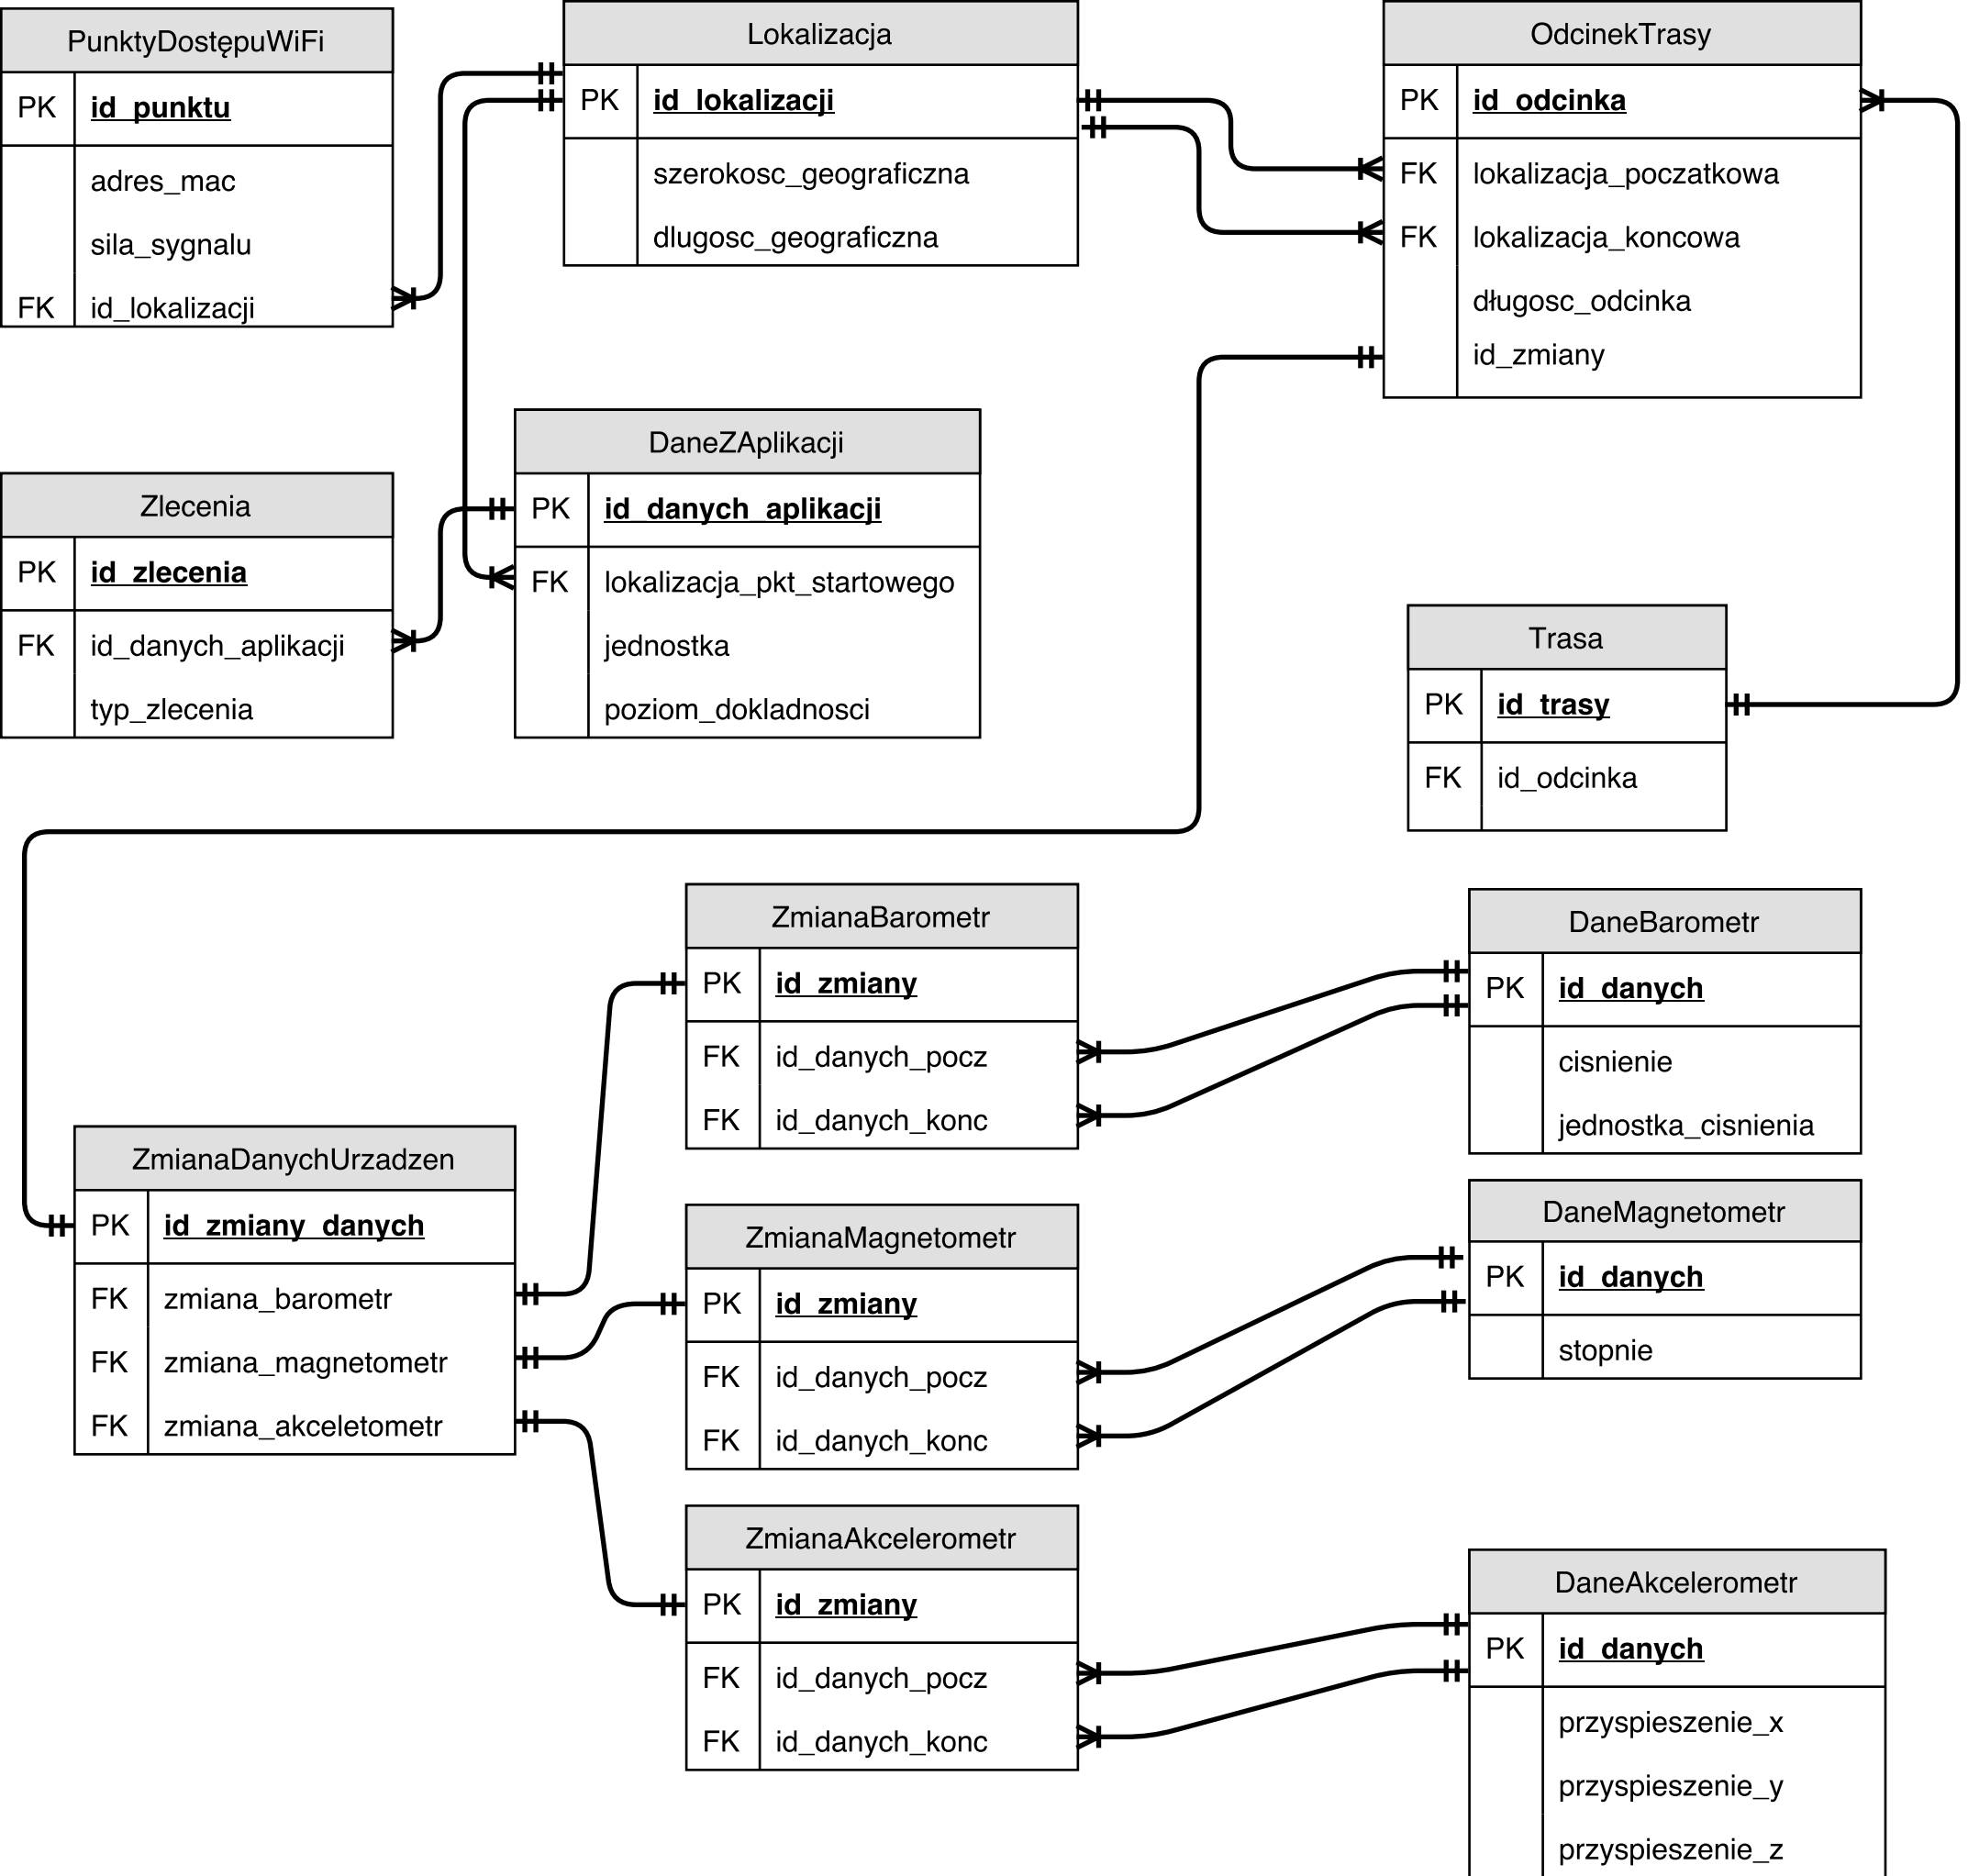 PunktyDostępuWiFi
PK id_punktu
adres_mac
sila_sygnalu
FK id_lokalizacji
Lokalizacja
PK id_lokalizacji
szerokosc_geograficzna
dlugosc_geograficzna
OdcinekTrasy
PK id_odcinka
FK lokalizacja_poczatkowa
FK lokalizacja_koncowa
długosc_odcinka
id_zmiany
Zlecenia
PK id_zlecenia
FK id_danych_aplikacji
typ_zlecenia
DaneZAplikacji
PK id_danych_aplikacji
FK lokalizacja_pkt_startowego
jednostka
poziom_dokladnosci
Trasa
PK id_trasy
FK id_odcinka
ZmianaDanychUrzadzen
PK id_zmiany_danych
FK zmiana_barometr
FK zmiana_magnetometr
FK zmiana_akceletometr
ZmianaBarometr
PK id_zmiany
FK id_danych_pocz
FK id_danych_konc
DaneBarometr
PK id_danych
cisnienie
jednostka_cisnienia
ZmianaMagnetometr
PK id_zmiany
FK id_danych_pocz
FK id_danych_konc
DaneMagnetometr
PK id_danych
stopnie
ZmianaAkcelerometr
PK id_zmiany
FK id_danych_pocz
FK id_danych_konc
DaneAkcelerometr
PK id_danych
przyspieszenie_x
przyspieszenie_y
przyspieszenie_z